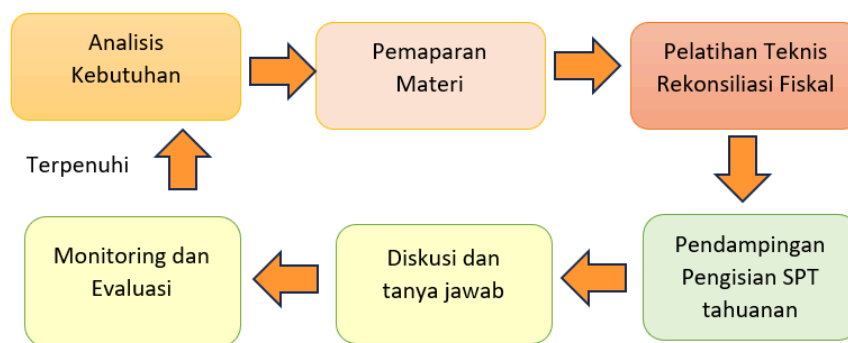 Analisis
Kebutuhan
Pemaparan
Materi
Pelatihan Teknis
Rekonsiliasi Fiskal
Terpenuhi
Monitoring dan
Evaluasi
Diskusi dan
tanya jawab
Pendampingan
Pengisian SPT
tahuanan